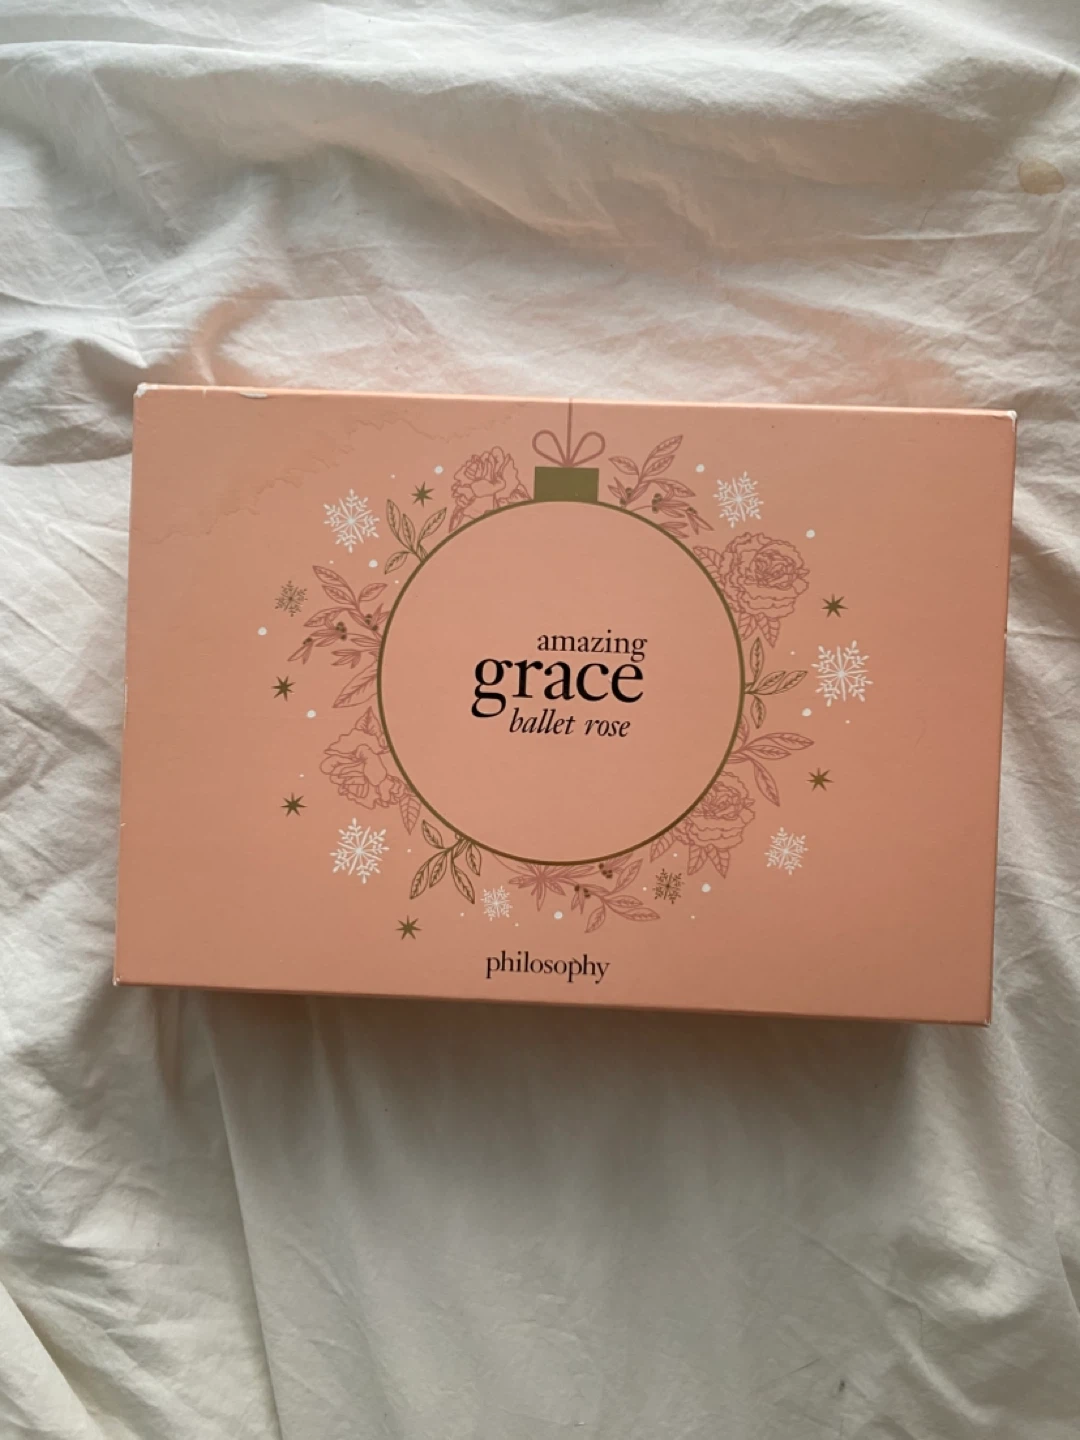 amazing
grace
ballet rose
philosophy